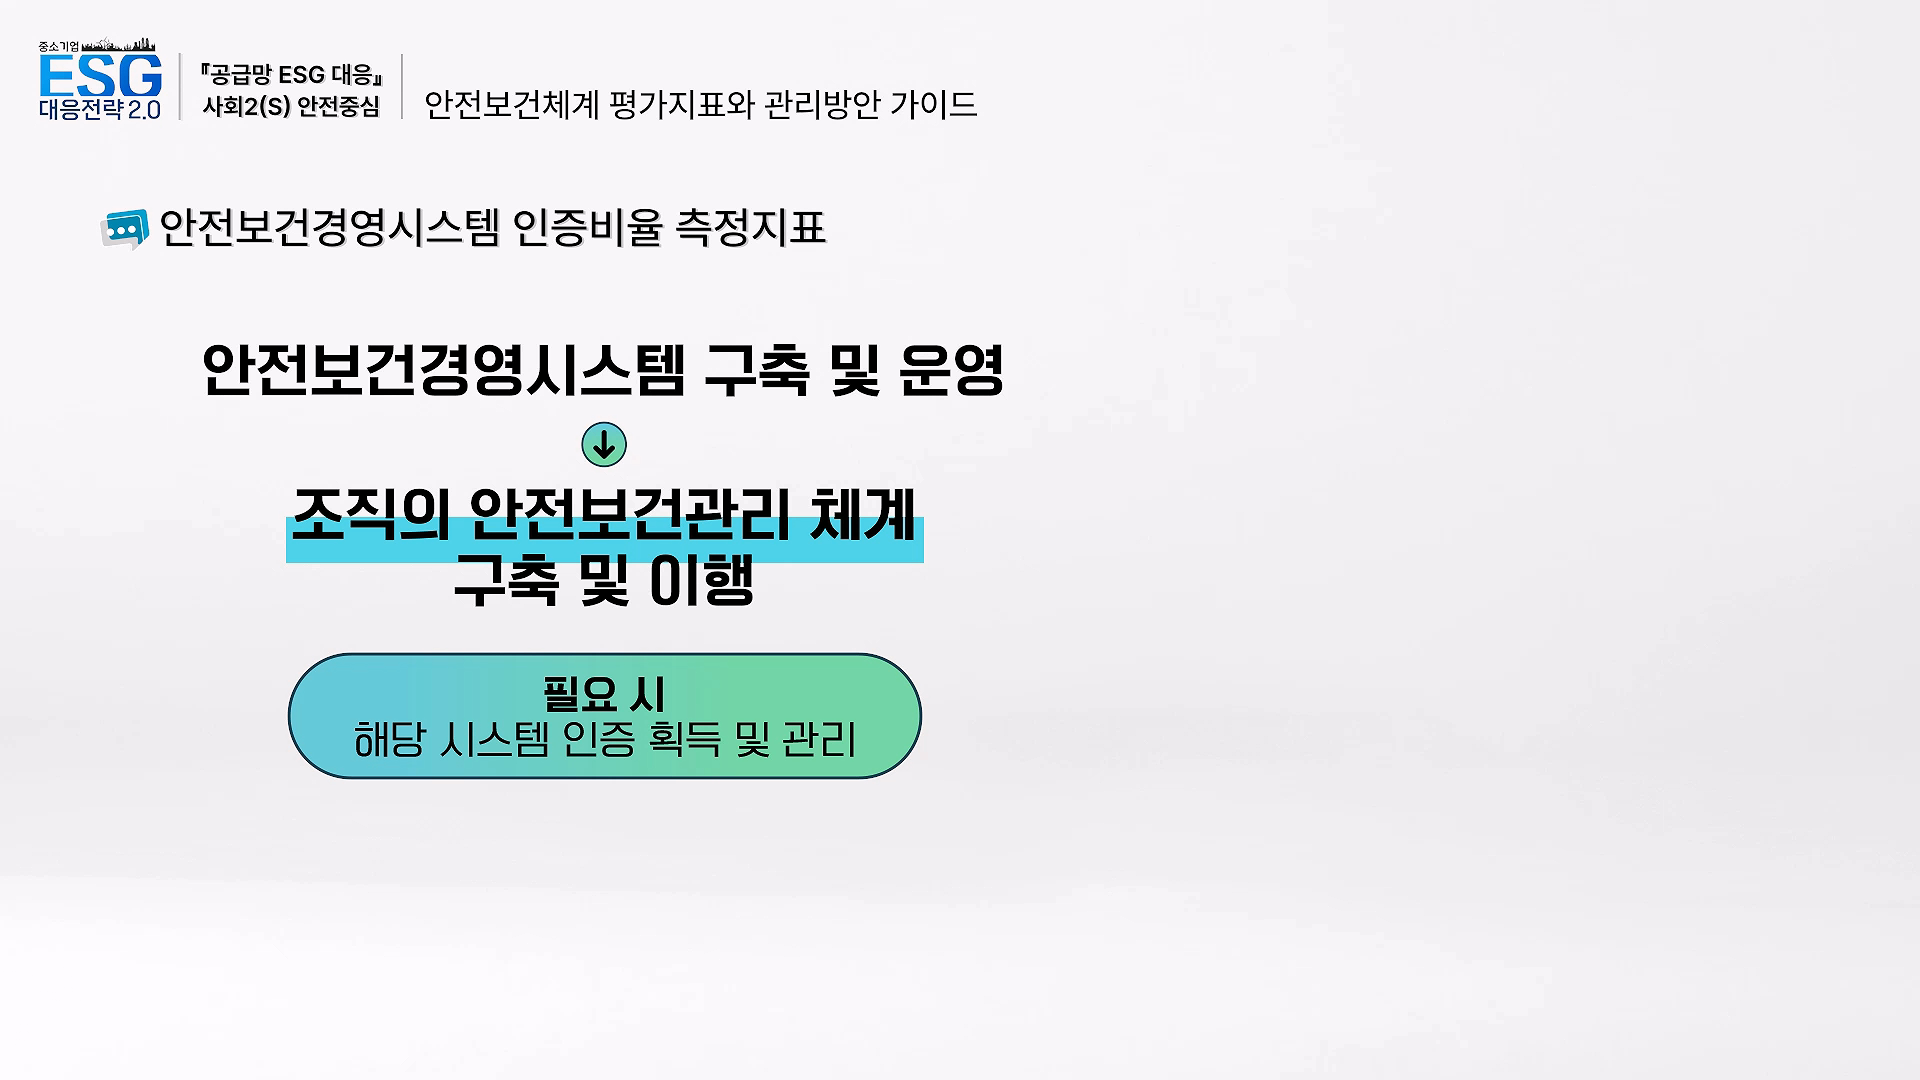 중소기업
ESG
대응전략 2.0
『공급망 ESG 대응』
사회2(S) 안전중심
안전보건체계 평가지표와 관리방안 가이드
안전보건경영시스템 인증비율 측정지표
안전보건경영시스템 구축 및 운영
조직의 안전보건관리 체계
구축 및 이행
필요 시
해당 시스템 인증 획득 및 관리